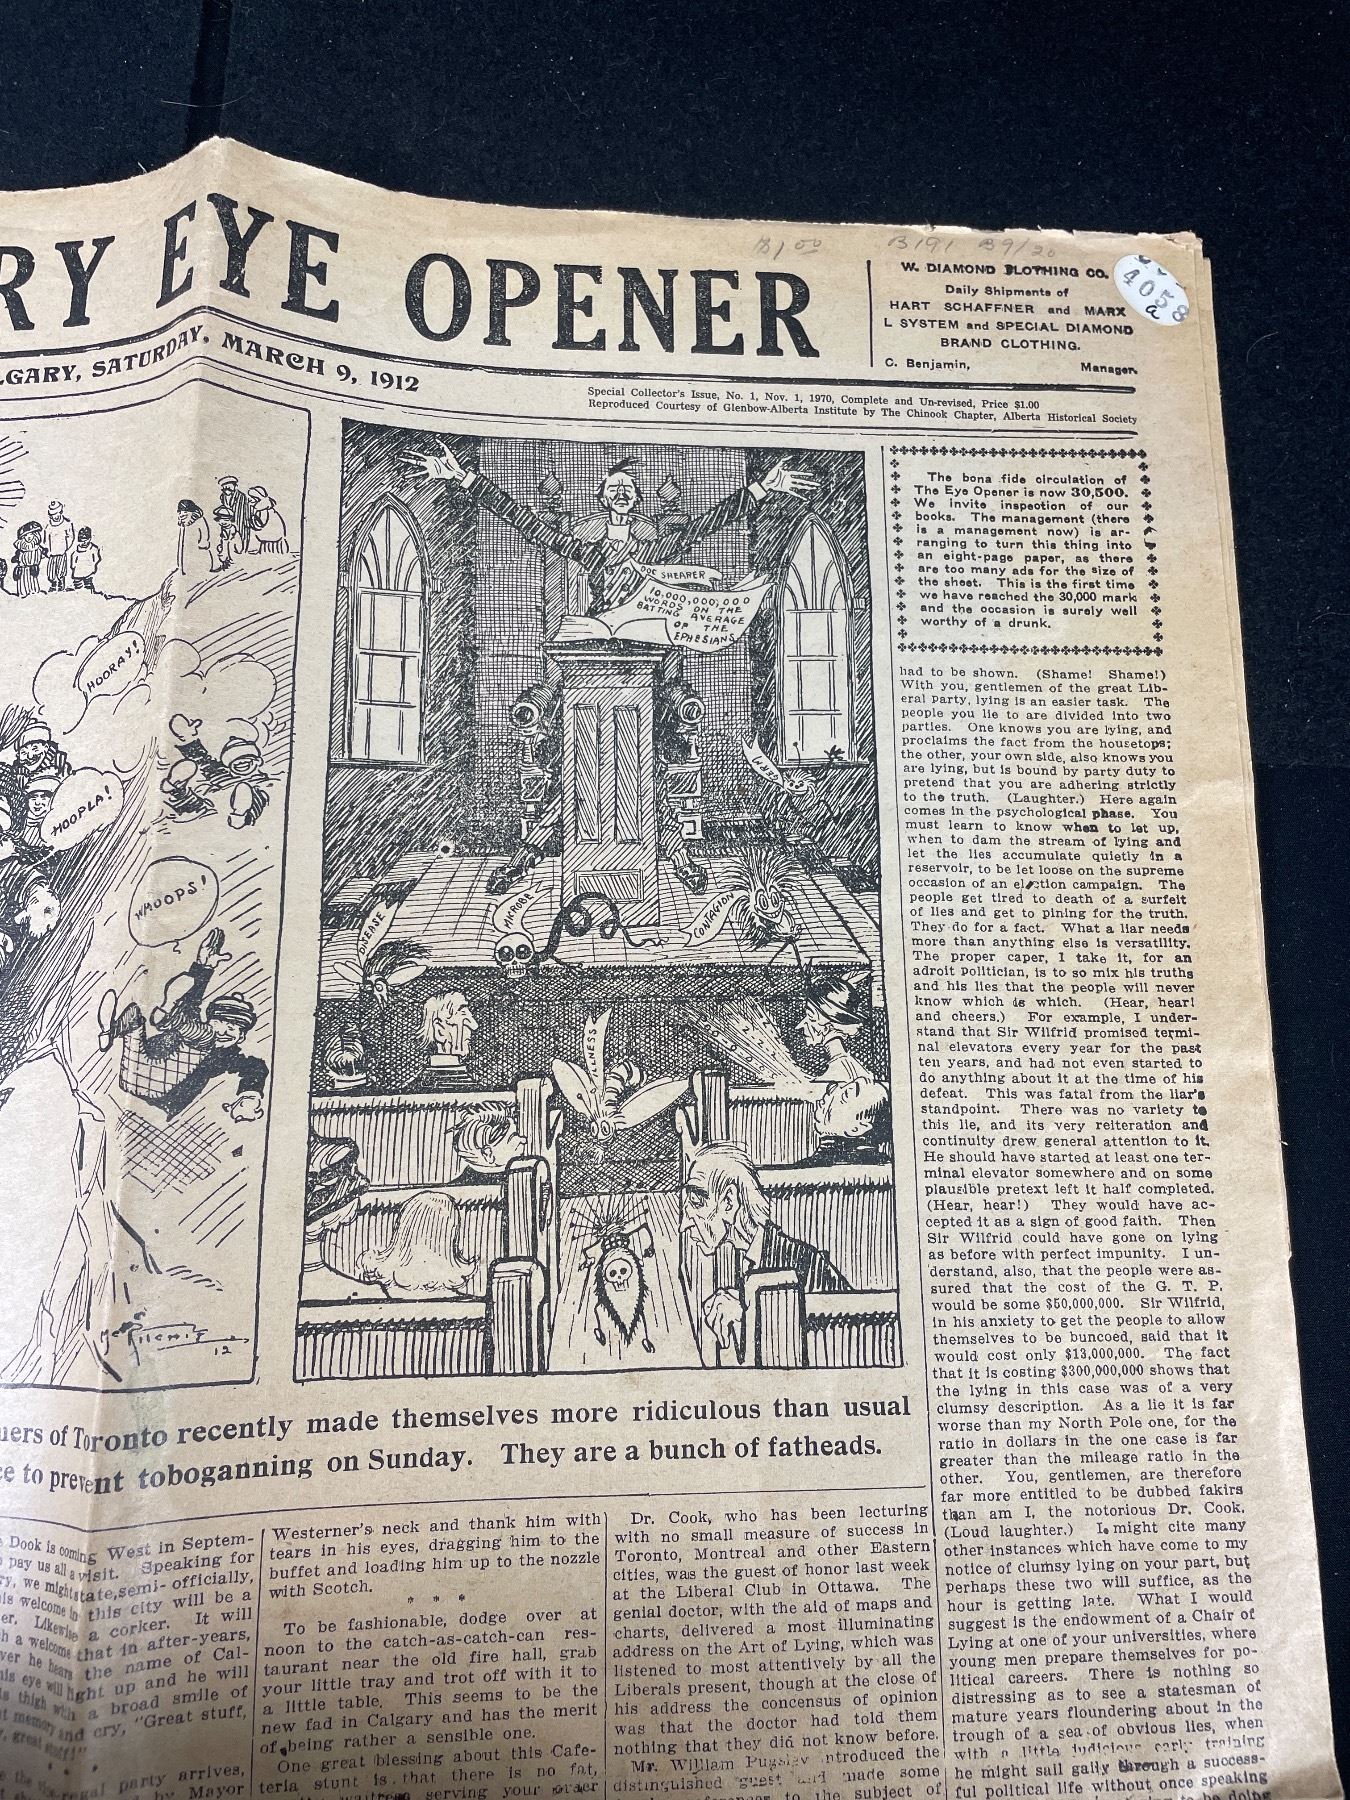 RY EYE OPENER
LGARY, SATURDAY, MARCH 9, 1912
$1.00 B191 B9/20
W. DIAMOND CLOTHING CO.
Daily Shipments of
HART SCHAFFNER and MARX
L SYSTEM and SPECIAL DIAMOND
BRAND CLOTHING.
C. Benjamin, Manager.
4058
a
Special Collector's Issue, No. 1, Nov. 1, 1970, Complete and Un-revised, Price $1.00
Reproduced Courtesy of Glenbow-Alberta Institute by The Chinook Chapter, Alberta Historical Society
HOORAY!
HOOPLA!
WHOOPS!
12
DOC SHEARER
10,000,000,000
WORDS ON THE
BATTING AVERAGE
OF THE
EPHESIANS
GERM
DISEASE
MICROBE
CONTAGION
ILLNESS
ZZZZZZ
ners of Toronto recently made themselves more ridiculous than usual
ce to prevent toboganning on Sunday. They are a bunch of fatheads.
The bona fide circulation of
The Eye Opener is now 30,500.
We invite inspection of our
books. The management (there
is a management now) is ar-
ranging to turn this thing into
an eight-page paper, as there
are too many ads for the size of
the sheet. This is the first time
we have reached the 30,000 mark
and the occasion is surely well
worthy of a drunk.
had to be shown. (Shame! Shame!)
With you, gentlemen of the great Lib-
eral party, lying is an easier task. The
people you lie to are divided into two
parties. One knows you are lying, and
proclaims the fact from the housetops;
the other, your own side, also knows you
are lying, but is bound by party duty to
pretend that you are adhering strictly
to the truth. (Laughter.) Here again
comes in the psychological phase. You
must learn to know when to let up,
when to dam the stream of lying and
let the lies accumulate quietly in a
reservoir, to be let loose on the supreme
occasion of an election campaign. The
people get tired to death of a surfeit
of lies and get to pining for the truth.
They do for a fact. What a liar needs
more than anything else is versatility.
The proper caper, I take it, for an
adroit politician, is to so mix his truths
and his lies that the people will never
know which is which. (Hear, hear!
and cheers.) For example, I under-
stand that Sir Wilfrid promised termi-
nal elevators every year for the past
ten years, and had not even started to
do anything about it at the time of his
defeat. This was fatal from the liar's
standpoint. There was no variety to
this lie, and its very reiteration and
continuity drew general attention to it.
He should have started at least one ter-
minal elevator somewhere and on some
plausible pretext left it half completed.
(Hear, hear!) They would have ac-
cepted it as a sign of good faith. Then
Sir Wilfrid could have gone on lying
as before with perfect impunity. I un-
derstand, also, that the people were as-
sured that the cost of the G. T. P.
would be some $50,000,000. Sir Wilfrid,
in his anxiety to get the people to allow
themselves to be buncoed, said that it
would cost only $13,000,000. The fact
that it is costing $300,000,000 shows that
the lying in this case was of a very
clumsy description. As a lie it is far
worse than my North Pole one, for the
ratio in dollars in the one case is far
greater than the mileage ratio in the
other. You, gentlemen, are therefore
far more entitled to be dubbed fakirs
than am I, the notorious Dr. Cook.
(Loud laughter.) I might cite many
other instances which have come to my
notice of clumsy lying on your part, but
perhaps these two will suffice, as the
hour is getting late. What I would
suggest is the endowment of a Chair of
Lying at one of your universities, where
young men prepare themselves for po-
litical careers. There is nothing so
distressing as to see a statesman of
mature years floundering about in the
trough of a sea of obvious lies, when
with a little judicious early training
he might sail gaily through a success-
ful political life without once speaking
Dook is coming West in Septem-
pay us all a visit. Speaking for
ry, we might state, semi-officially,
his welcome in this city will be a
er. Likewise a corker. It will
h a welcome that in after-years,
ver he hears the name of Cal-
his eye will light up and he will
s thigh with a broad smile of
memory and cry, "Great stuff,
great stuff!"
party arrives,
Mayor
Westerner's neck and thank him with
tears in his eyes, dragging him to the
buffet and loading him up to the nozzle
with Scotch.
* * *
To be fashionable, dodge over at
noon to the catch-as-catch-can res-
taurant near the old fire hall, grab
your little tray and trot off with it to
a little table. This seems to be the
new fad in Calgary and has the merit
of being rather a sensible one.
One great blessing about this Cafe-
teria stunt is that there is no fat,
serving your order
Dr. Cook, who has been lecturing
with no small measure of success in
Toronto, Montreal and other Eastern
cities, was the guest of honor last week
at the Liberal Club in Ottawa. The
genial doctor, with the aid of maps and
charts, delivered a most illuminating
address on the Art of Lying, which was
listened to most attentively by all the
Liberals present, though at the close of
his address the concensus of opinion
was that the doctor had told them
nothing that they did not know before.
Mr. William Pugsley introduced the
distinguished guest and made some
to the subject of